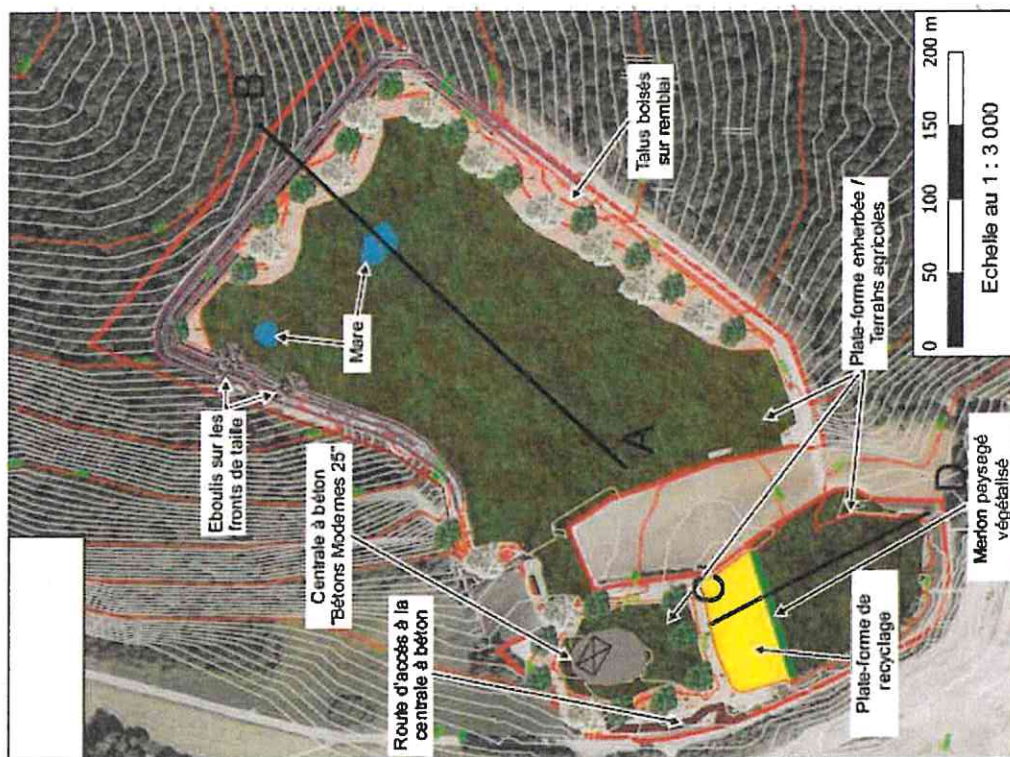 B
Talus boisés
sur remblai
Mare
Eboulis sur les
fronts de taille
A
Centrale à béton
"Bétons Modernes 25"
Plate-forme enherbée /
Terrains agricoles
Route d'accès à la
centrale à béton
C
D
Plate-forme de
recyclage
Merlon paysagé
végétalisé
0 50 100 150 200 m
Echelle au 1 : 3 000